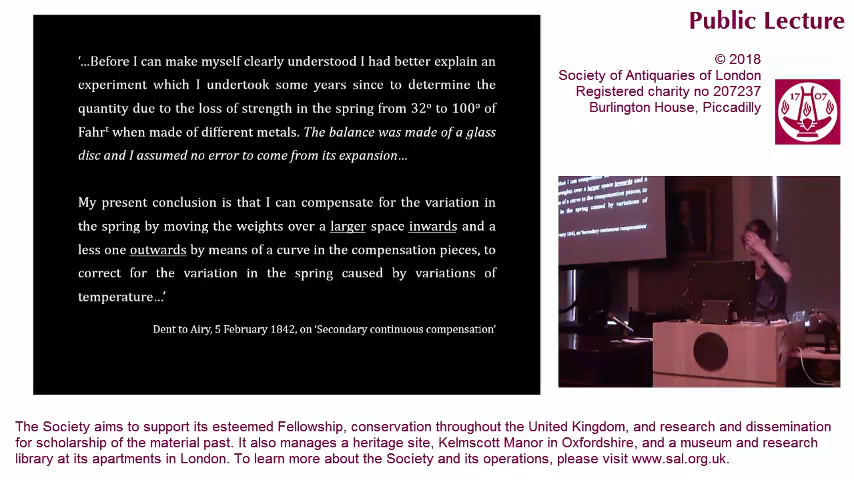 ‘...Before I can make myself clearly understood I had better explain an
experiment which I undertook some years since to determine the
quantity due to the loss of strength in the spring from 32° to 100° of
Fahrᵗ when made of different metals. The balance was made of a glass
disc and I assumed no error to come from its expansion...
My present conclusion is that I can compensate for the variation in
the spring by moving the weights over a larger space inwards and a
less one outwards by means of a curve in the compensation pieces, to
correct for the variation in the spring caused by variations of
temperature...’
Dent to Airy, 5 February 1842, on ‘Secondary continuous compensation’
Public Lecture
© 2018
Society of Antiquaries of London
Registered charity no 207237
Burlington House, Piccadilly
1707
The Society aims to support its esteemed Fellowship, conservation throughout the United Kingdom, and research and dissemination
for scholarship of the material past. It also manages a heritage site, Kelmscott Manor in Oxfordshire, and a museum and research
library at its apartments in London. To learn more about the Society and its operations, please visit www.sal.org.uk.